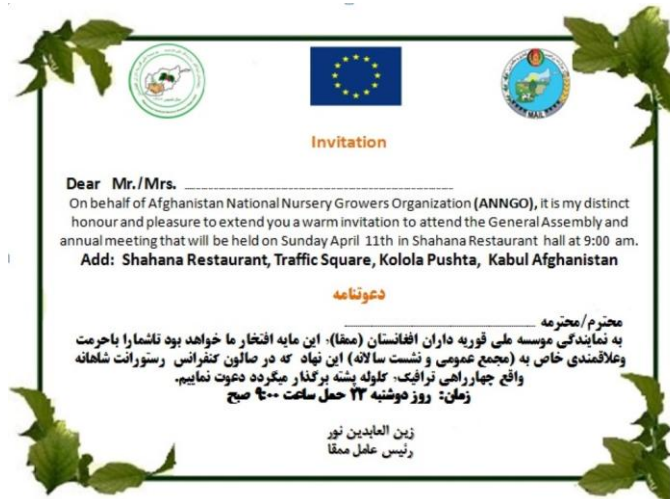 MAIL
Invitation
Dear Mr./Mrs. ........................................................
On behalf of Afghanistan National Nursery Growers Organization (ANNGO), it is my distinct
honour and pleasure to extend you a warm invitation to attend the General Assembly and
annual meeting that will be held on Sunday April 11th in Shahana Restaurant hall at 9:00 am.
Add: Shahana Restaurant, Traffic Square, Kolola Pushta, Kabul Afghanistan
دعوتنامه
محترم/محترمه ........................................
به نمایندگی موسسه ملی قوریه داران افغانستان (ممقا)، این مایه افتخار ما خواهد بود تاشمارا باحرمت
وعلاقمندی خاص به (مجمع عمومی و نشست سالانه) این نهاد که در صالون کنفرانس رستورانت شاهانه
واقع چهارراهی ترافیک، کلوله پشته برگذار میگردد دعوت نماییم.
زمان: روز دوشنبه ۲۳ حمل ساعت ۹:۰۰ صبح
زین العابدین نور
رئیس عامل ممقا